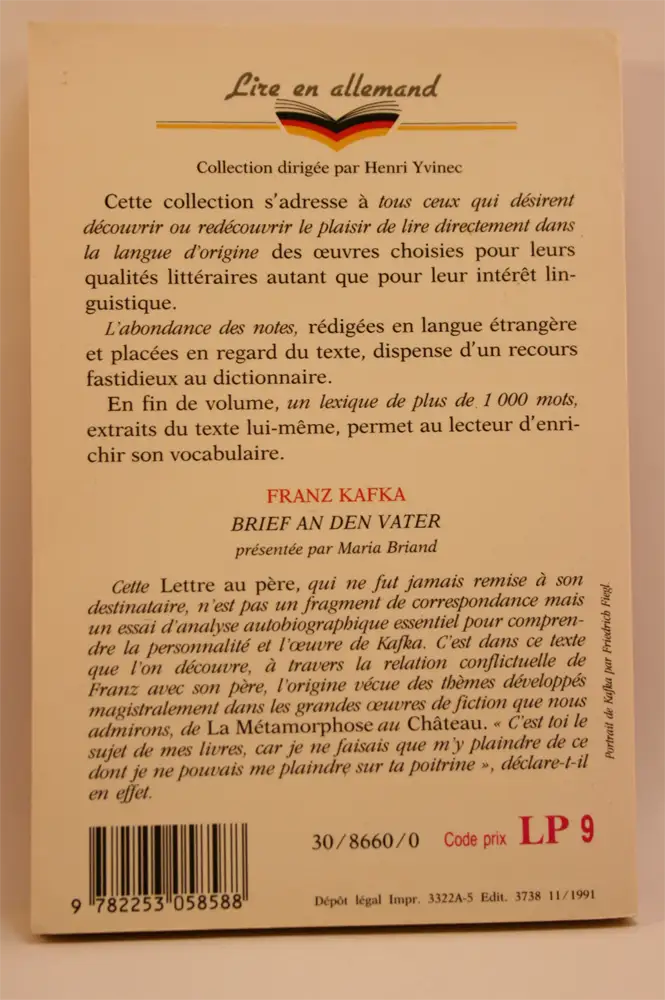 Lire en allemand
Collection dirigée par Henri Yvinec
Cette collection s'adresse à tous ceux qui désirent
découvrir ou redécouvrir le plaisir de lire directement dans
la langue d'origine des œuvres choisies pour leurs
qualités littéraires autant que pour leur intérêt lin-
guistique.
L'abondance des notes, rédigées en langue étrangère
et placées en regard du texte, dispense d'un recours
fastidieux au dictionnaire.
En fin de volume, un lexique de plus de 1 000 mots,
extraits du texte lui-même, permet au lecteur d'enri-
chir son vocabulaire.
FRANZ KAFKA
BRIEF AN DEN VATER
présentée par Maria Briand
Cette Lettre au père, qui ne fut jamais remise à son
destinataire, n'est pas un fragment de correspondance mais
un essai d'analyse autobiographique essentiel pour compren-
dre la personnalité et l'œuvre de Kafka. C'est dans ce texte
que l'on découvre, à travers la relation conflictuelle de
Franz avec son père, l'origine vécue des thèmes développés
magistralement dans les grandes œuvres de fiction que nous
admirons, de La Métamorphose au Château. « C'est toi le
sujet de mes livres, car je ne faisais que m'y plaindre de ce
dont je ne pouvais me plaindre sur ta poitrine », déclare-t-il
en effet.
Portrait de Kafka par Friedrich Fiegl.
30/8660/0 Code prix LP 9
9 782253 058588
Dépôt légal Impr. 3322A-5 Edit. 3738 11/1991